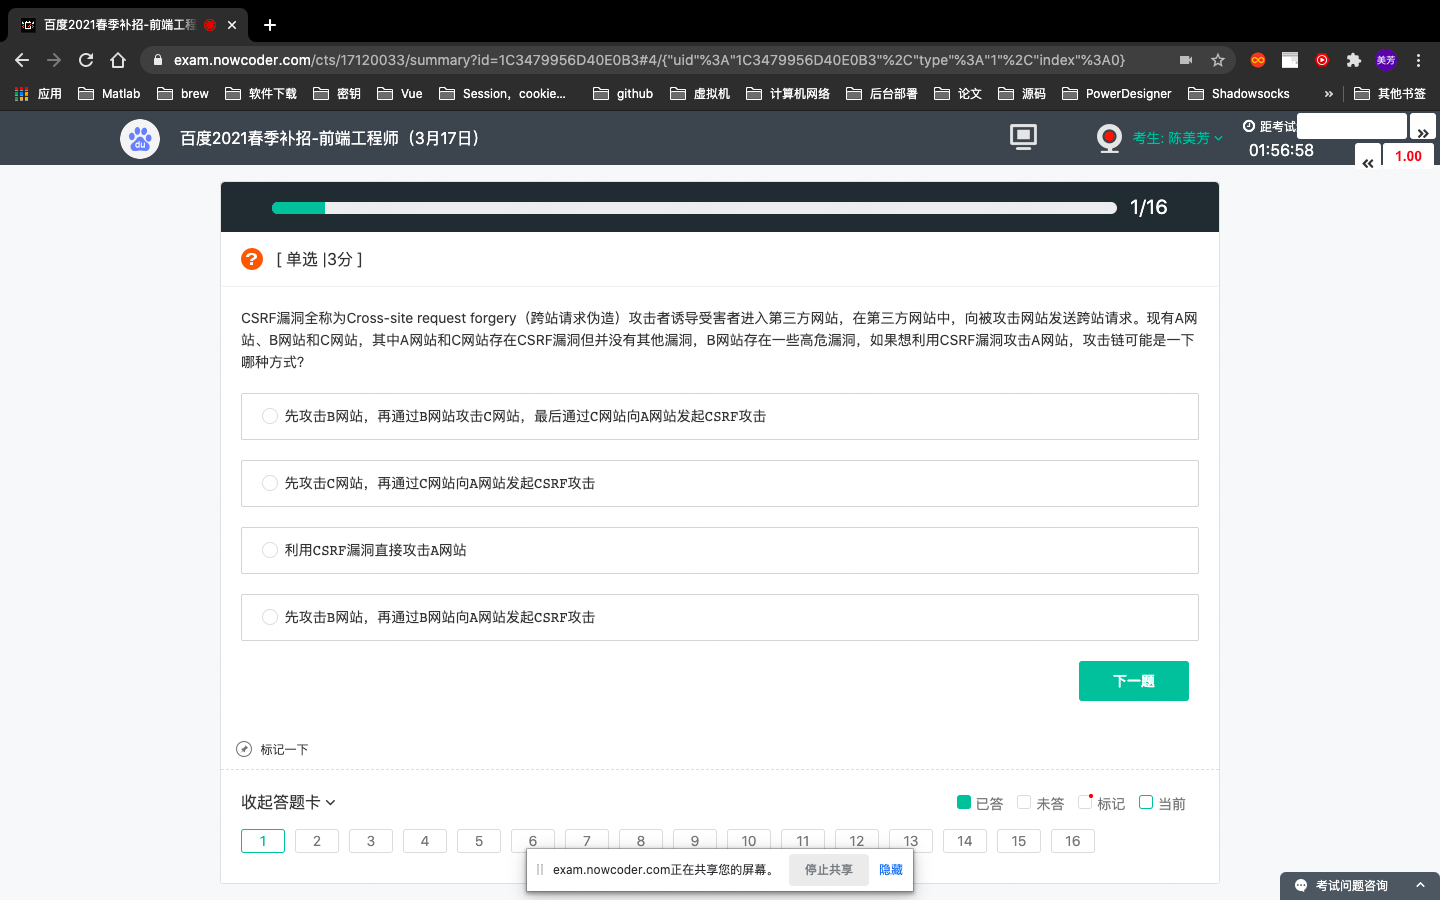 百度2021春季补招-前端工程
exam.nowcoder.com/cts/17120033/summary?id=1C3479956D40E0B3#4/{"uid"%3A"1C3479956D40E0B3"%2C"type"%3A"1"%2C"index"%3A0}
美芳
应用 Matlab brew 软件下载 密钥 Vue Session，cookie... github 虚拟机 计算机网络 后台部署 论文 源码 PowerDesigner Shadowsocks » 其他书签
du
百度2021春季补招-前端工程师（3月17日）
考生: 陈美芳
距考试
01:56:58
»
«
1.00
1/16
? [ 单选 |3分 ]
CSRF漏洞全称为Cross-site request forgery（跨站请求伪造）攻击者诱导受害者进入第三方网站，在第三方网站中，向被攻击网站发送跨站请求。现有A网
站、B网站和C网站，其中A网站和C网站存在CSRF漏洞但并没有其他漏洞，B网站存在一些高危漏洞，如果想利用CSRF漏洞攻击A网站，攻击链可能是一下
哪种方式?
先攻击B网站，再通过B网站攻击C网站，最后通过C网站向A网站发起CSRF攻击
先攻击C网站，再通过C网站向A网站发起CSRF攻击
利用CSRF漏洞直接攻击A网站
先攻击B网站，再通过B网站向A网站发起CSRF攻击
下一题
标记一下
收起答题卡
已答 未答 标记 当前
1 2 3 4 5 6 7 8 9 10 11 12 13 14 15 16
exam.nowcoder.com正在共享您的屏幕。 停止共享 隐藏
考试问题咨询